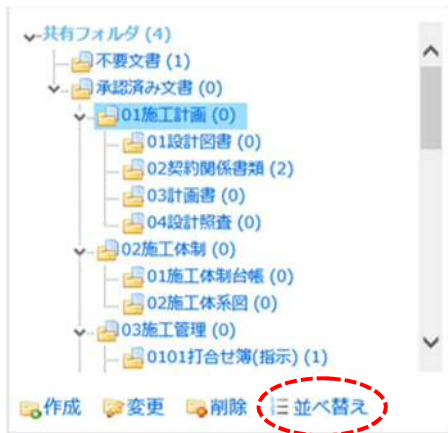 共有フォルダ (4)
不要文書 (1)
承認済み文書 (0)
01施工計画 (0)
01設計図書 (0)
02契約関係書類 (2)
03計画書 (0)
04設計照査 (0)
02施工体制 (0)
01施工体制台帳 (0)
02施工体系図 (0)
03施工管理 (0)
0101打合せ簿(指示) (1)
作成 変更 削除 並べ替え